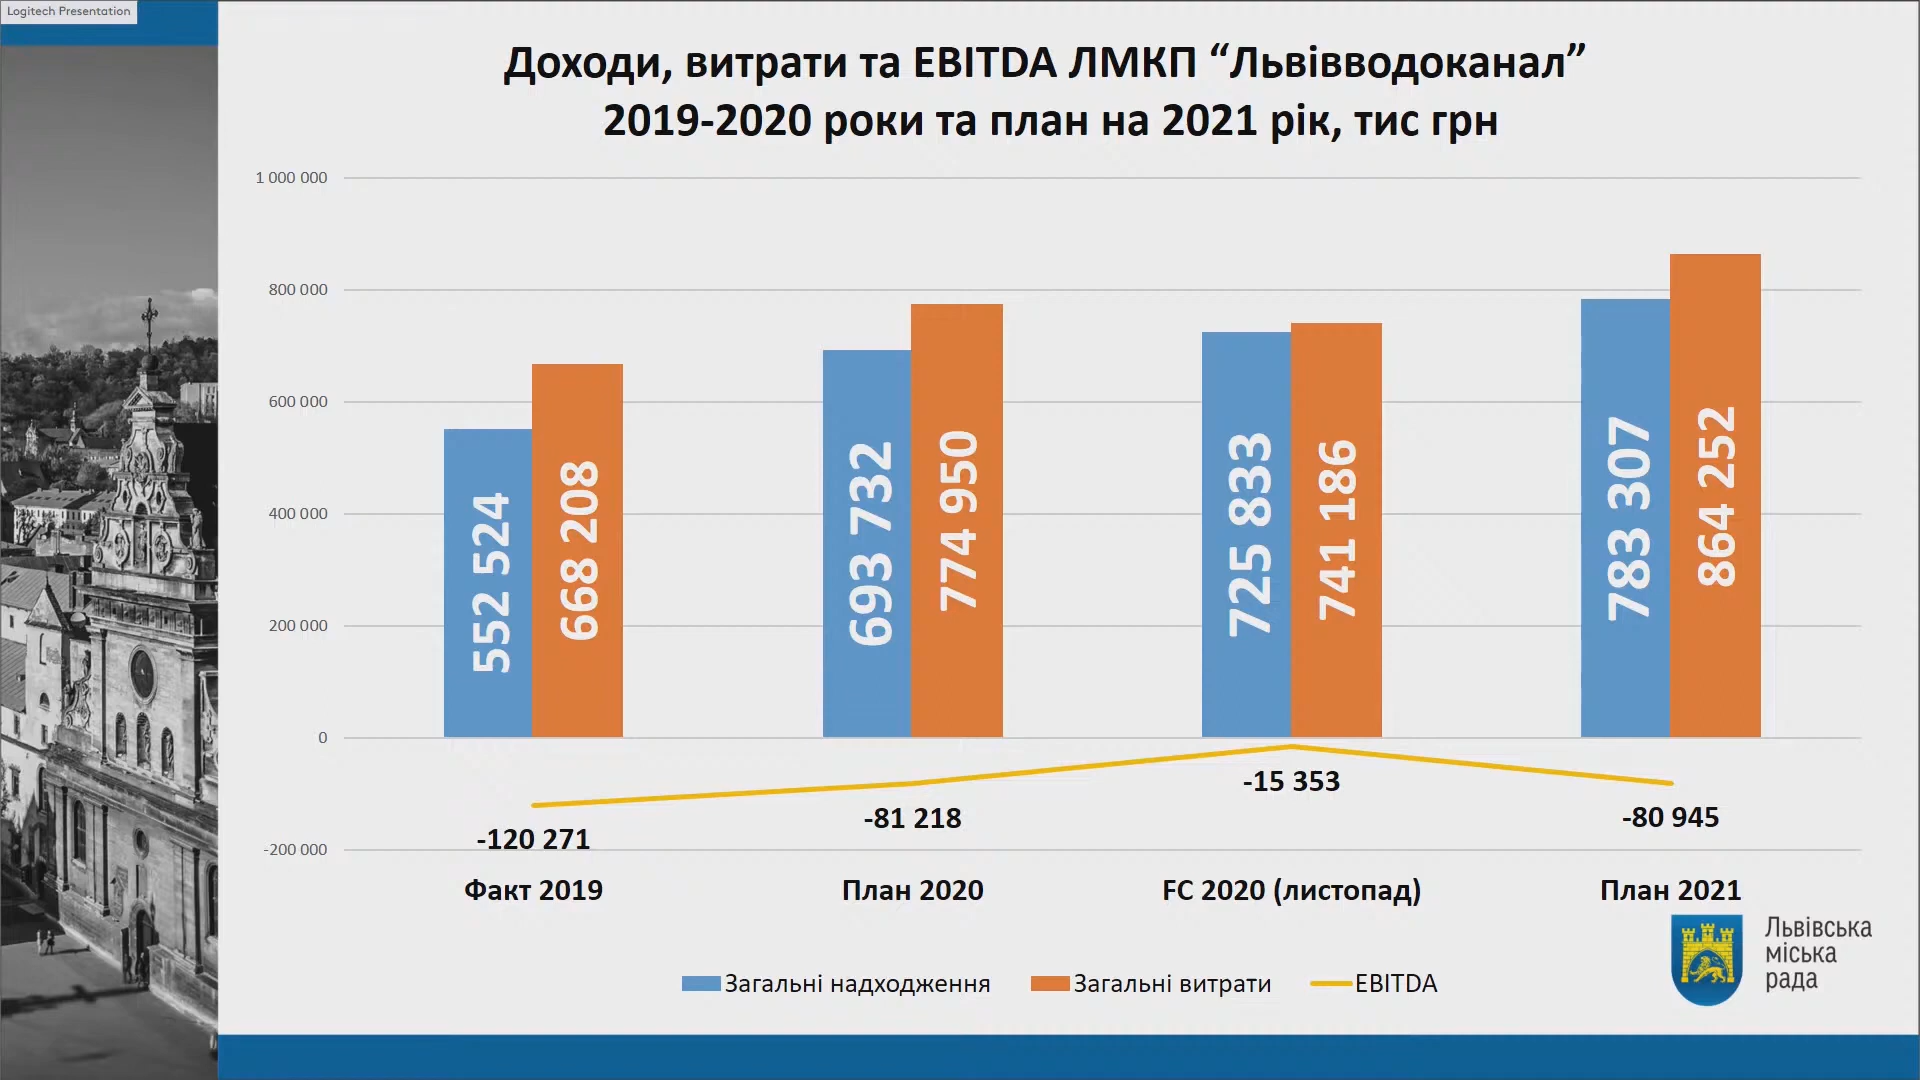 Logitech Presentation
Доходи, витрати та EBITDA ЛМКП “Львівводоканал”
2019-2020 роки та план на 2021 рік, тис грн
1 000 000
800 000
600 000
400 000
200 000
0
-200 000
552 524
668 208
693 732
774 950
725 833
741 186
783 307
864 252
-120 271
-81 218
-15 353
-80 945
Факт 2019
План 2020
FC 2020 (листопад)
План 2021
Загальні надходження
Загальні витрати
EBITDA
Львівська
міська
рада